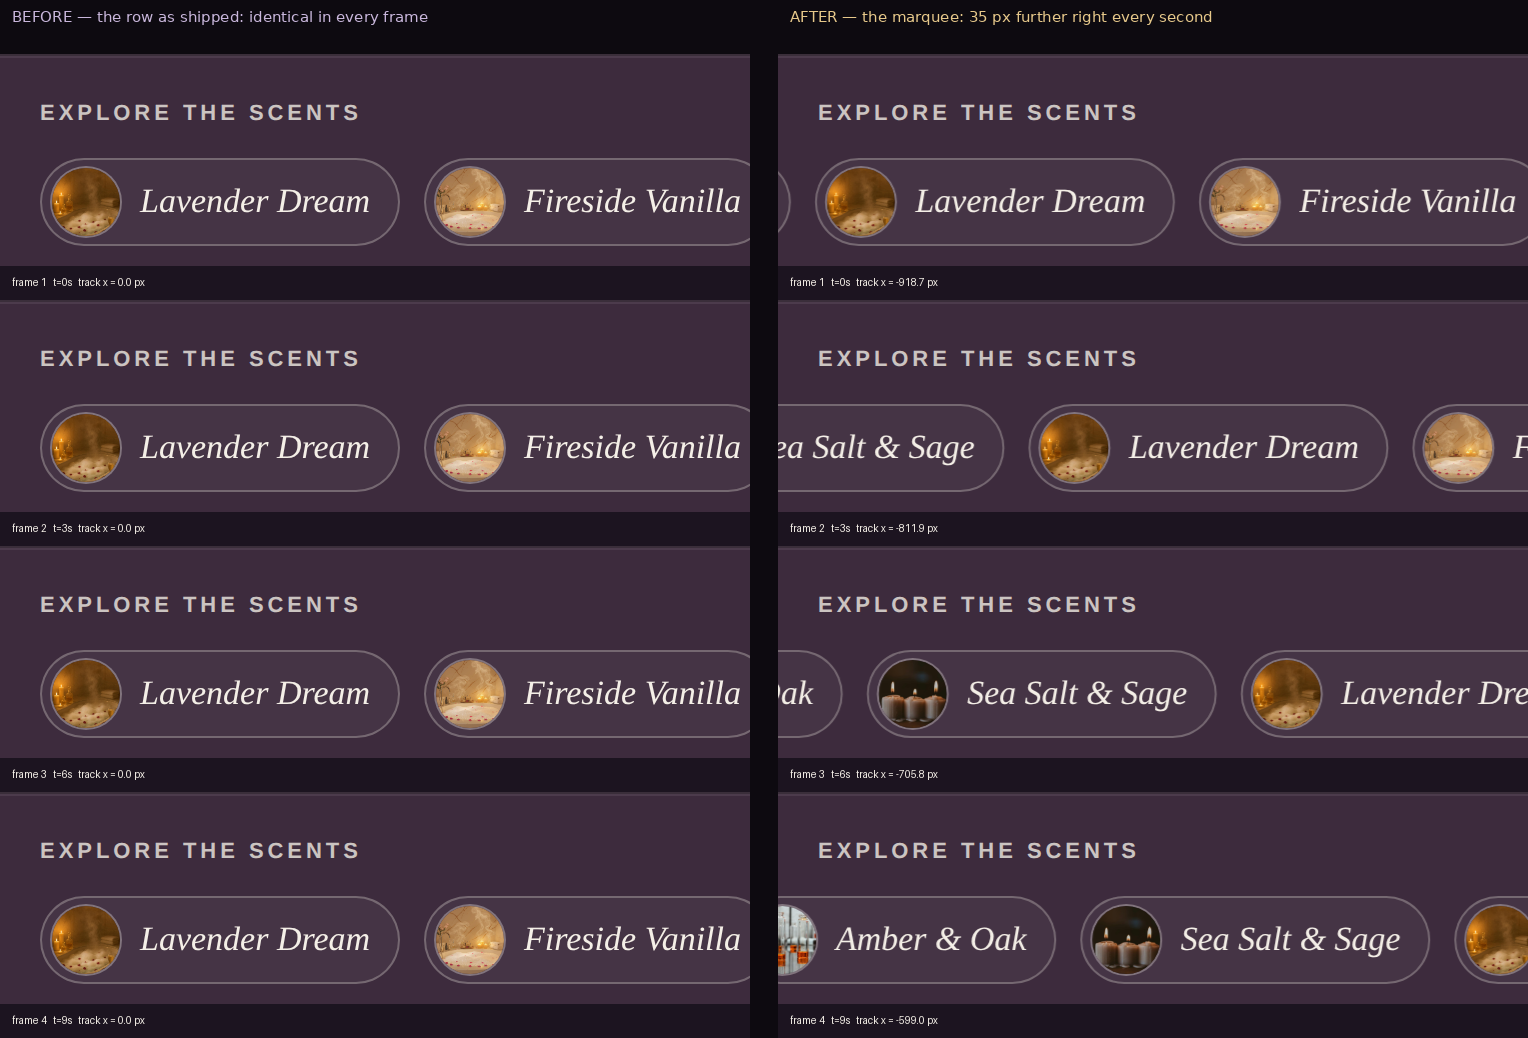 BEFORE — the row as shipped: identical in every frame
AFTER — the marquee: 35 px further right every second
EXPLORE THE SCENTS
Lavender Dream
Fireside Vanilla
frame 1 t=0s track x = 0.0 px
EXPLORE THE SCENTS
Lavender Dream
Fireside Vanilla
frame 1 t=0s track x = -918.7 px
EXPLORE THE SCENTS
Lavender Dream
Fireside Vanilla
frame 2 t=3s track x = 0.0 px
EXPLORE THE SCENTS
ea Salt & Sage
Lavender Dream
F
frame 2 t=3s track x = -811.9 px
EXPLORE THE SCENTS
Lavender Dream
Fireside Vanilla
frame 3 t=6s track x = 0.0 px
EXPLORE THE SCENTS
Oak
Sea Salt & Sage
Lavender Dre
frame 3 t=6s track x = -705.8 px
EXPLORE THE SCENTS
Lavender Dream
Fireside Vanilla
frame 4 t=9s track x = 0.0 px
EXPLORE THE SCENTS
Amber & Oak
Sea Salt & Sage
frame 4 t=9s track x = -599.0 px